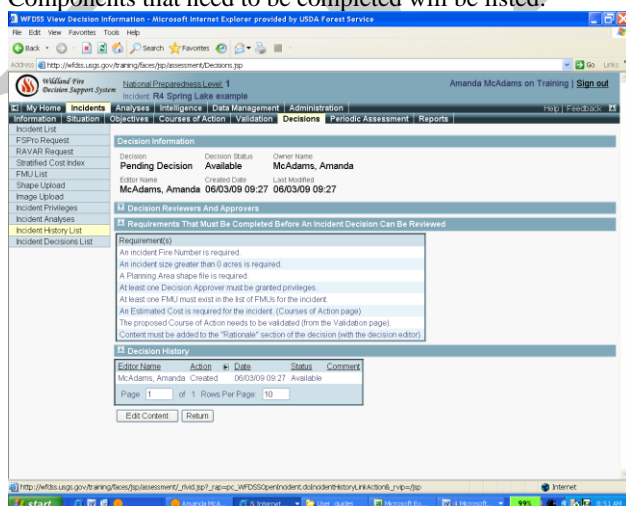 Components that need to be completed will be listed.
WFDSS View Decision Information - Microsoft Internet Explorer provided by USDA Forest Service
File Edit View Favorites Tools Help
Back Search Favorites
Address http://wfdss.usgs.gov/training/faces/jsp/assessment/Decisions.jsp Go Links
Wildland Fire Decision Support System
National Preparedness Level: 1
Amanda McAdams on Training | Sign out
Incident: R4 Spring Lake example
My Home Incidents Analyses Intelligence Data Management Administration Help | Feedback
Information Situation Objectives Courses of Action Validation Decisions Periodic Assessment Reports
Incident List
FSPro Request
RAVAR Request
Stratified Cost Index
FMU List
Shape Upload
Image Upload
Incident Privileges
Incident Analyses
Incident History List
Incident Decisions List
Decision Information
Decision Decision Status Owner Name
Pending Decision Available McAdams, Amanda
Editor Name Created Date Last Modified
McAdams, Amanda 06/03/09 09:27 06/03/09 09:27
Decision Reviewers And Approvers
Requirements That Must Be Completed Before An Incident Decision Can Be Reviewed
Requirement(s)
An incident Fire Number is required.
An incident size greater than 0 acres is required.
A Planning Area shape file is required.
At least one Decision Approver must be granted privileges.
At least one FMU must exist in the list of FMUs for the incident.
An Estimated Cost is required for the incident. (Courses of Action page)
The proposed Course of Action needs to be validated (from the Validation page)
Content must be added to the "Rationale" section of the decision (with the decision editor)
Decision History
Editor Name Action Date Status Comment
McAdams, Amanda Created 06/03/09 09:27 Available
Page 1 of 1 Rows Per Page: 10
Edit Content Return
Internet
start Amanda McA... 5 Internet ... User_guides Microsoft Ex... 4 Microsoft... 99% 8:51 AM